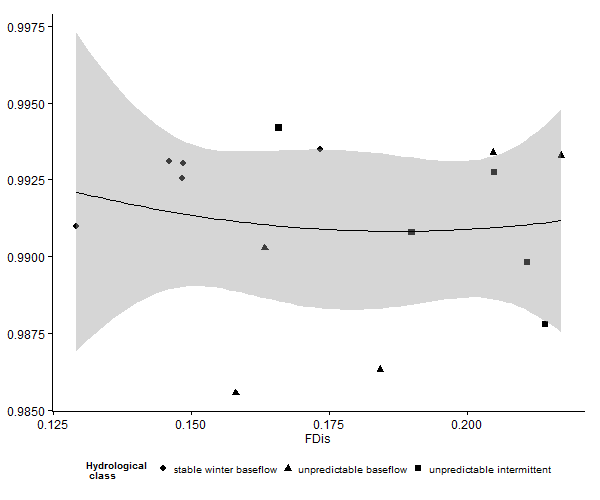 0.9975
0.9950
0.9925
0.9900
0.9875
0.9850
0.125 0.150 0.175 0.200
FDis
Hydrological
class
stable winter baseflow unpredictable baseflow unpredictable intermittent